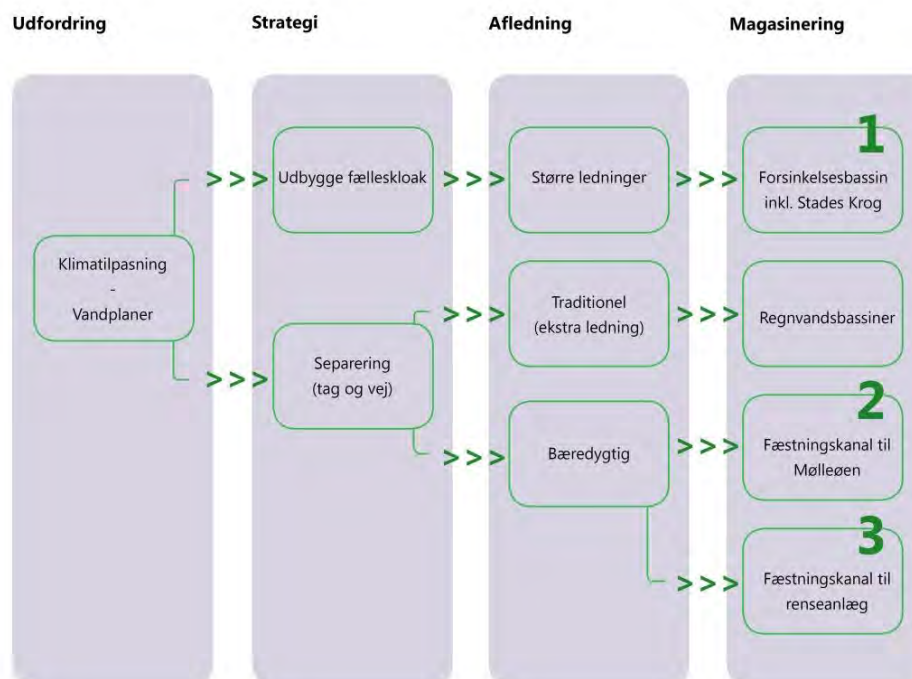 Udfordring
Strategi
Afledning
Magasinering
Klimatilpasning
-
Vandplaner
> > >
Udbygge fælleskloak
> > >
Større ledninger
> > >
1
Forsinkelsesbassin
inkl. Stades Krog
> > >
Separering
(tag og vej)
> > >
Traditionel
(ekstra ledning)
> > >
Regnvandsbassiner
> > >
Bæredygtig
> > >
2
Fæstningskanal til
Mølleøen
> > >
3
Fæstningskanal til
renseanlæg